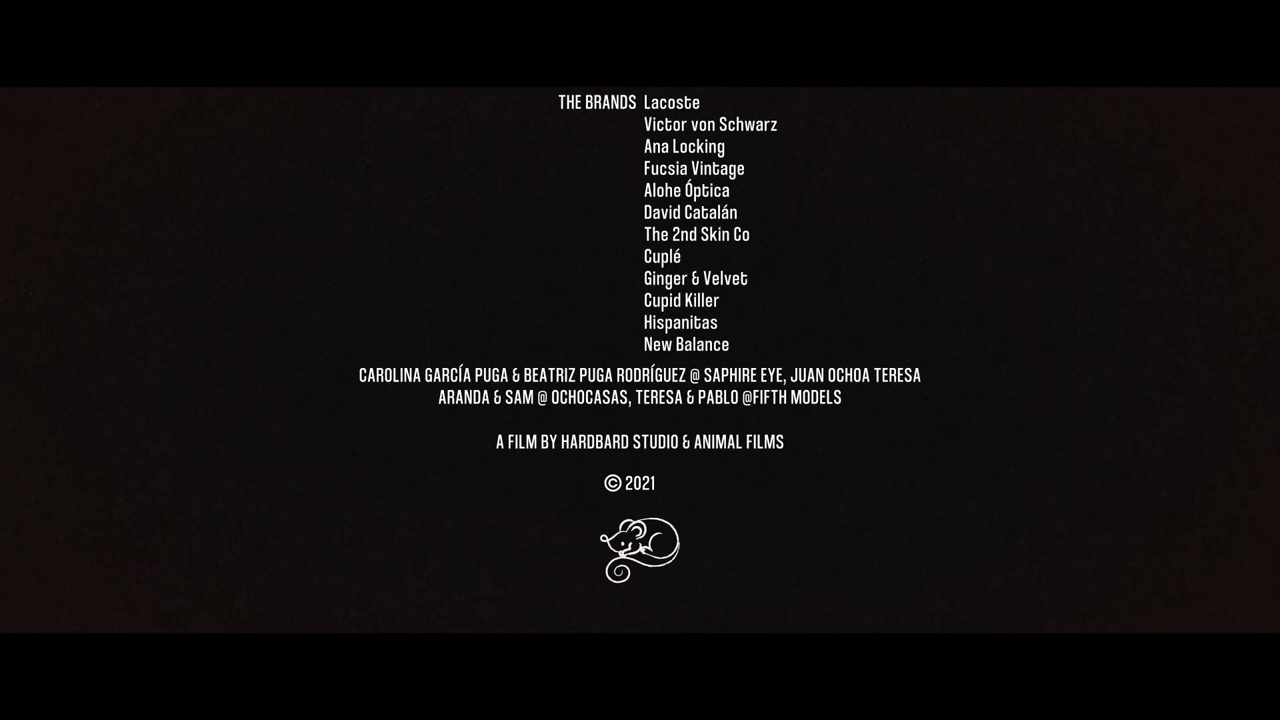 THE BRANDS Lacoste
Victor von Schwarz
Ana Locking
Fucsia Vintage
Alohe Óptica
David Catalán
The 2nd Skin Co
Cuplé
Ginger & Velvet
Cupid Killer
Hispanitas
New Balance
CAROLINA GARCÍA PUGA & BEATRIZ PUGA RODRÍGUEZ @ SAPHIRE EYE, JUAN OCHOA TERESA
ARANDA & SAM @ OCHOCASAS, TERESA & PABLO @FIFTH MODELS
A FILM BY HARDBARD STUDIO & ANIMAL FILMS
© 2021